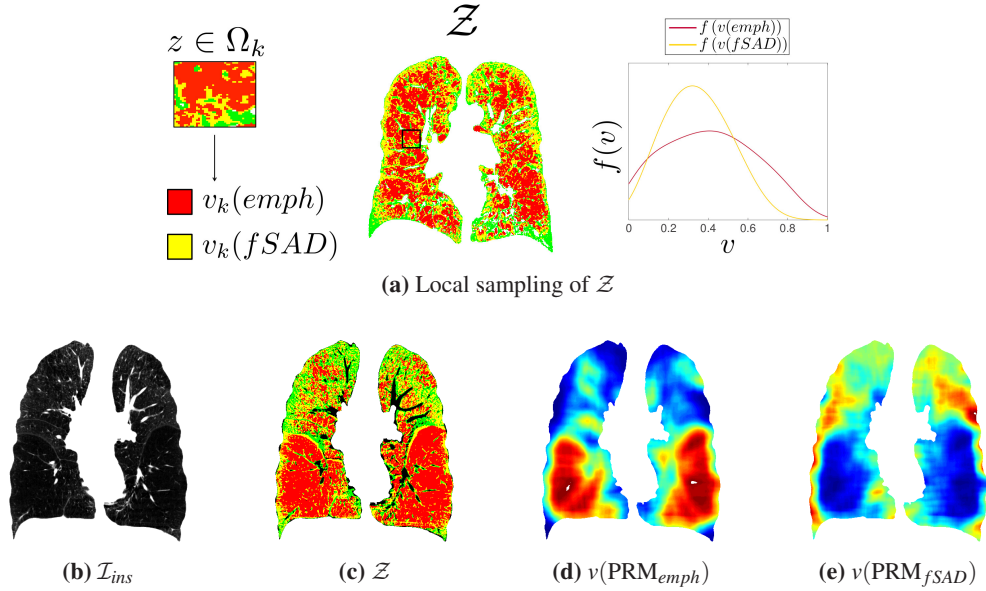 𝒵
z ∈ Ω_k
v_k(emph)
v_k(fSAD)
f(v(emph))
f(v(fSAD))
f(v)
0 0.2 0.4 0.6 0.8 1
v
(a) Local sampling of 𝒵
(b) ℐ_ins
(c) 𝒵
(d) v(PRM_emph)
(e) v(PRM_fSAD)